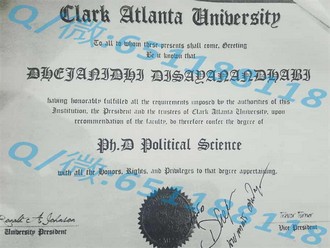 Clark Atlanta University
To all to whom these presents shall come, Greeting
Be it known that
DHEJANIDHI DISAYANANDHABI
having honorably fulfilled all the requirements imposed by the authorities of this
Institution, the President and the trustees of Clark Atlanta University, upon
recommendation of the faculty, do therefore confer the degree of
Ph.D Political Science
with all the Honors, Rights, and Privileges to that degree appertaining,
University President
Vice President
Q/微:651188118
Q/微:651188118